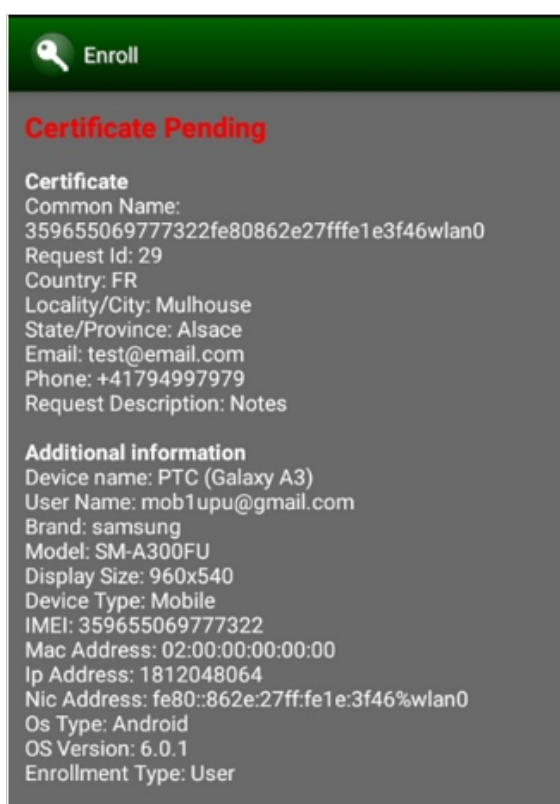 Enroll
Certificate Pending
Certificate
Common Name:
359655069777322fe80862e27fffe1e3f46wlan0
Request Id: 29
Country: FR
Locality/City: Mulhouse
State/Province: Alsace
Email: test@email.com
Phone: +41794997979
Request Description: Notes
Additional information
Device name: PTC (Galaxy A3)
User Name: mob1upu@gmail.com
Brand: samsung
Model: SM-A300FU
Display Size: 960x540
Device Type: Mobile
IMEI: 359655069777322
Mac Address: 02:00:00:00:00:00
Ip Address: 1812048064
Nic Address: fe80::862e:27ff:fe1e:3f46%wlan0
Os Type: Android
OS Version: 6.0.1
Enrollment Type: User